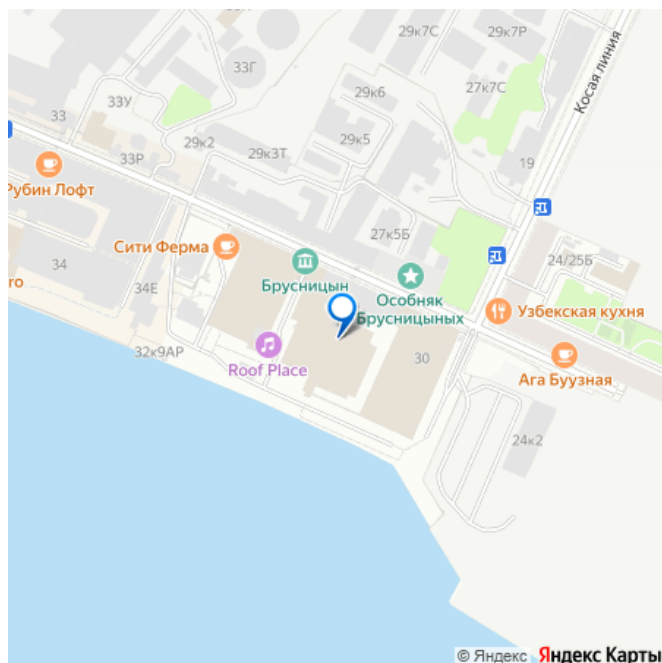 29к7С
29к7Р
Косая линия
33Г
27к7С
33У
29к6
33
29к2
29к5
33Р
29к3Т
19
Рубин Лофт
27к5Б
Сити Ферма
24/25Б
34
Брусницын
Особняк
Брусницыных
го
34Е
Узбекская кухня
32к9АР
Roof Place
30
Ага Буузная
24к2
© Яндекс Яндекс Карты